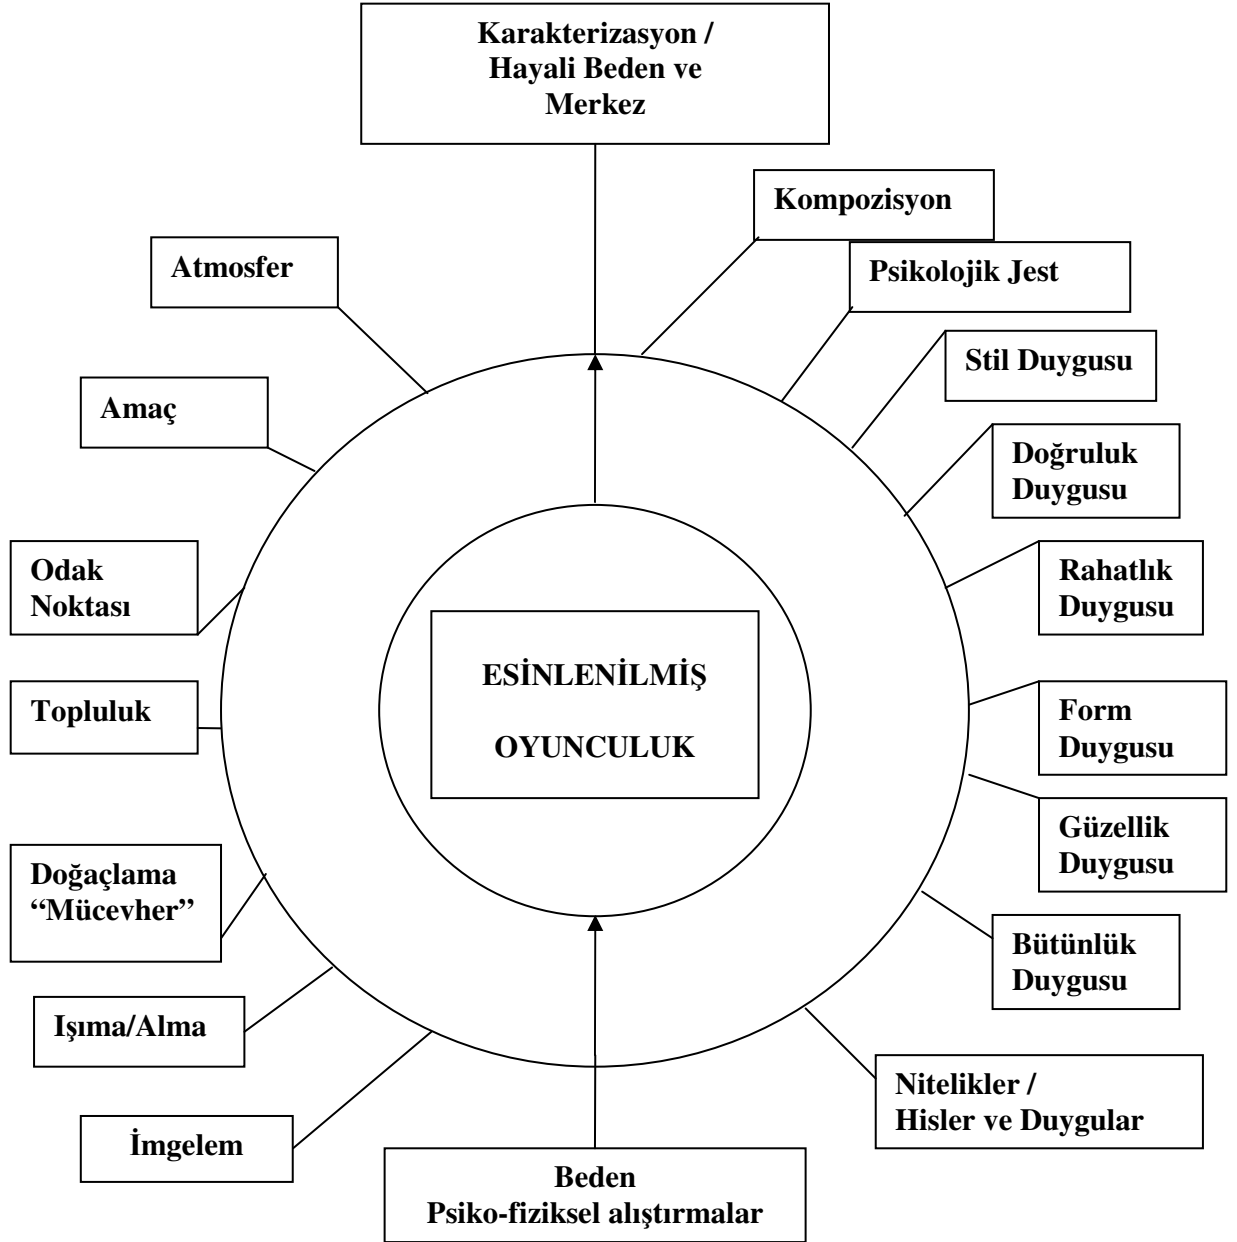 Karakterizasyon /
Hayali Beden ve
Merkez
Kompozisyon
Psikolojik Jest
Atmosfer
Stil Duygusu
Amaç
Doğruluk
Duygusu
Odak
Noktası
Rahatlık
Duygusu
ESİNLENİLMİŞ
OYUNCULUK
Topluluk
Form
Duygusu
Güzellik
Duygusu
Doğaçlama
“Mücevher”
Bütünlük
Duygusu
Işıma/Alma
Nitelikler /
Hisler ve Duygular
İmgelem
Beden
Psiko-fiziksel alıştırmalar